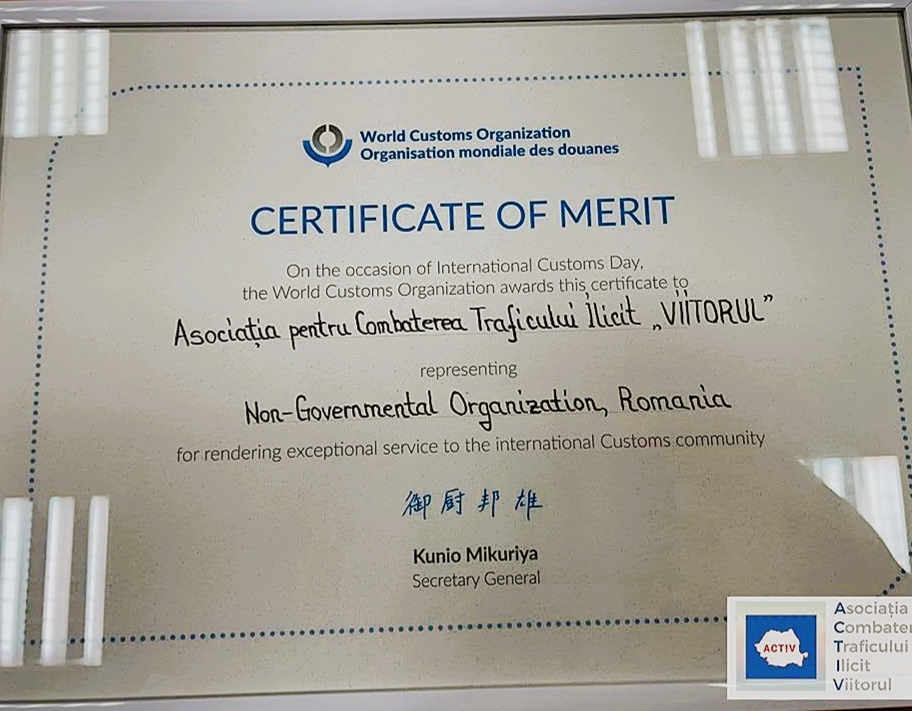 World Customs Organization
Organisation mondiale des douanes
CERTIFICATE OF MERIT
On the occasion of International Customs Day,
the World Customs Organization awards this certificate to
Asociația pentru Combaterea Traficului Ilicit „VIITORUL”
representing
Non-Governmental Organization, Romania
for rendering exceptional service to the international Customs community
御厨邦雄
Kunio Mikuriya
Secretary General
ACT!V
Asociația
Combater
Traficului
Ilicit
Viitorul